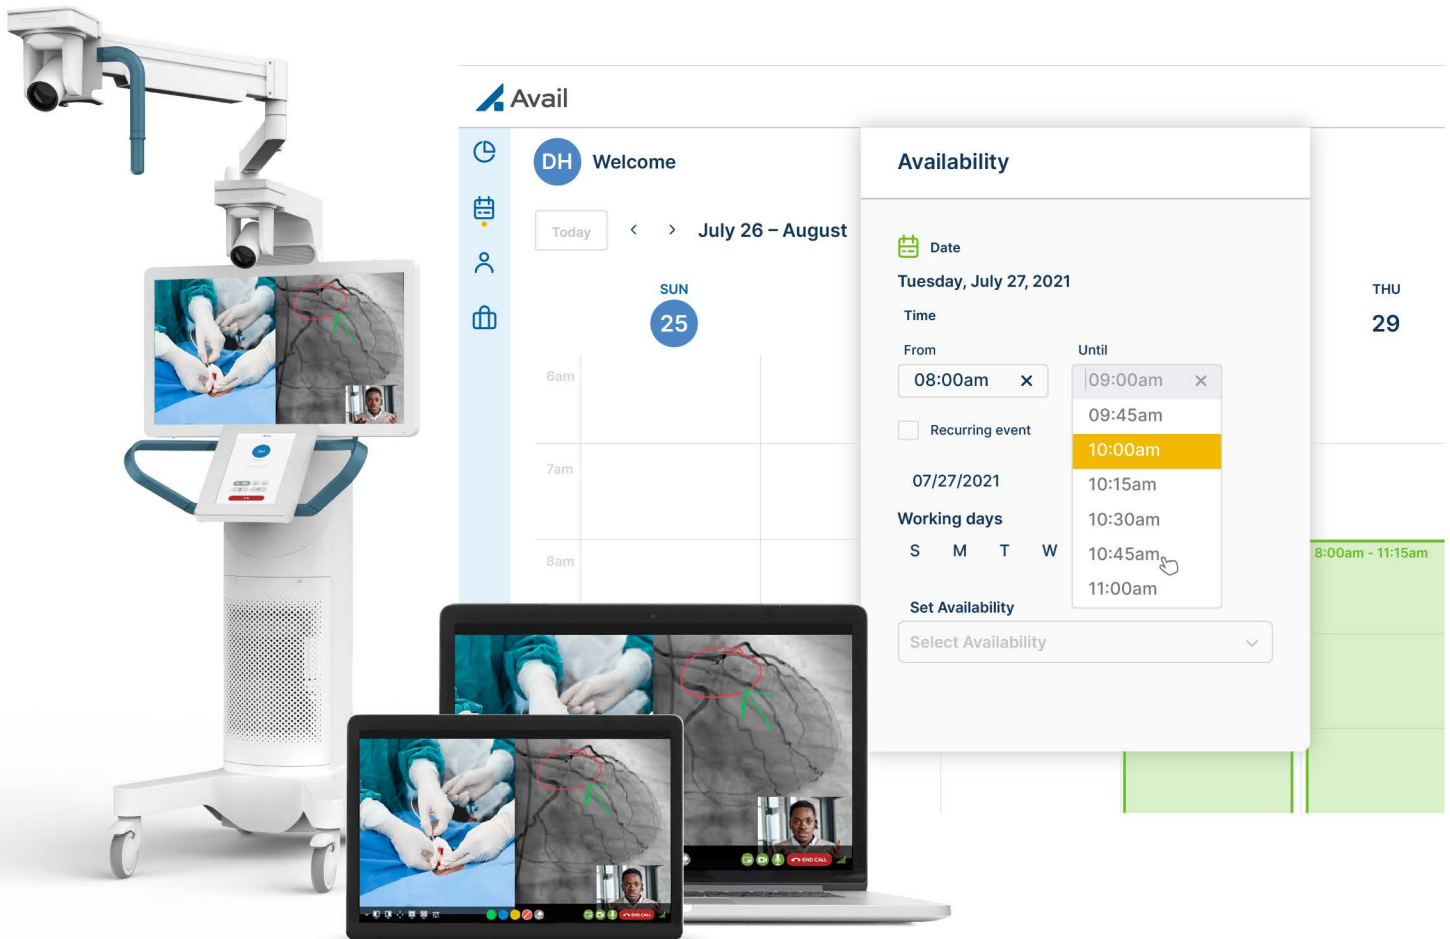 Avail
DH
Welcome
Today
July 26 – August
SUN
25
6am
7am
8am
Availability
Date
Tuesday, July 27, 2021
Time
From
Until
08:00am
09:00am
09:45am
Recurring event
10:00am
07/27/2021
10:15am
Working days
10:30am
S M T W
10:45am
11:00am
Set Availability
Select Availability
THU
29
8:00am - 11:15am
END CALL
END CALL